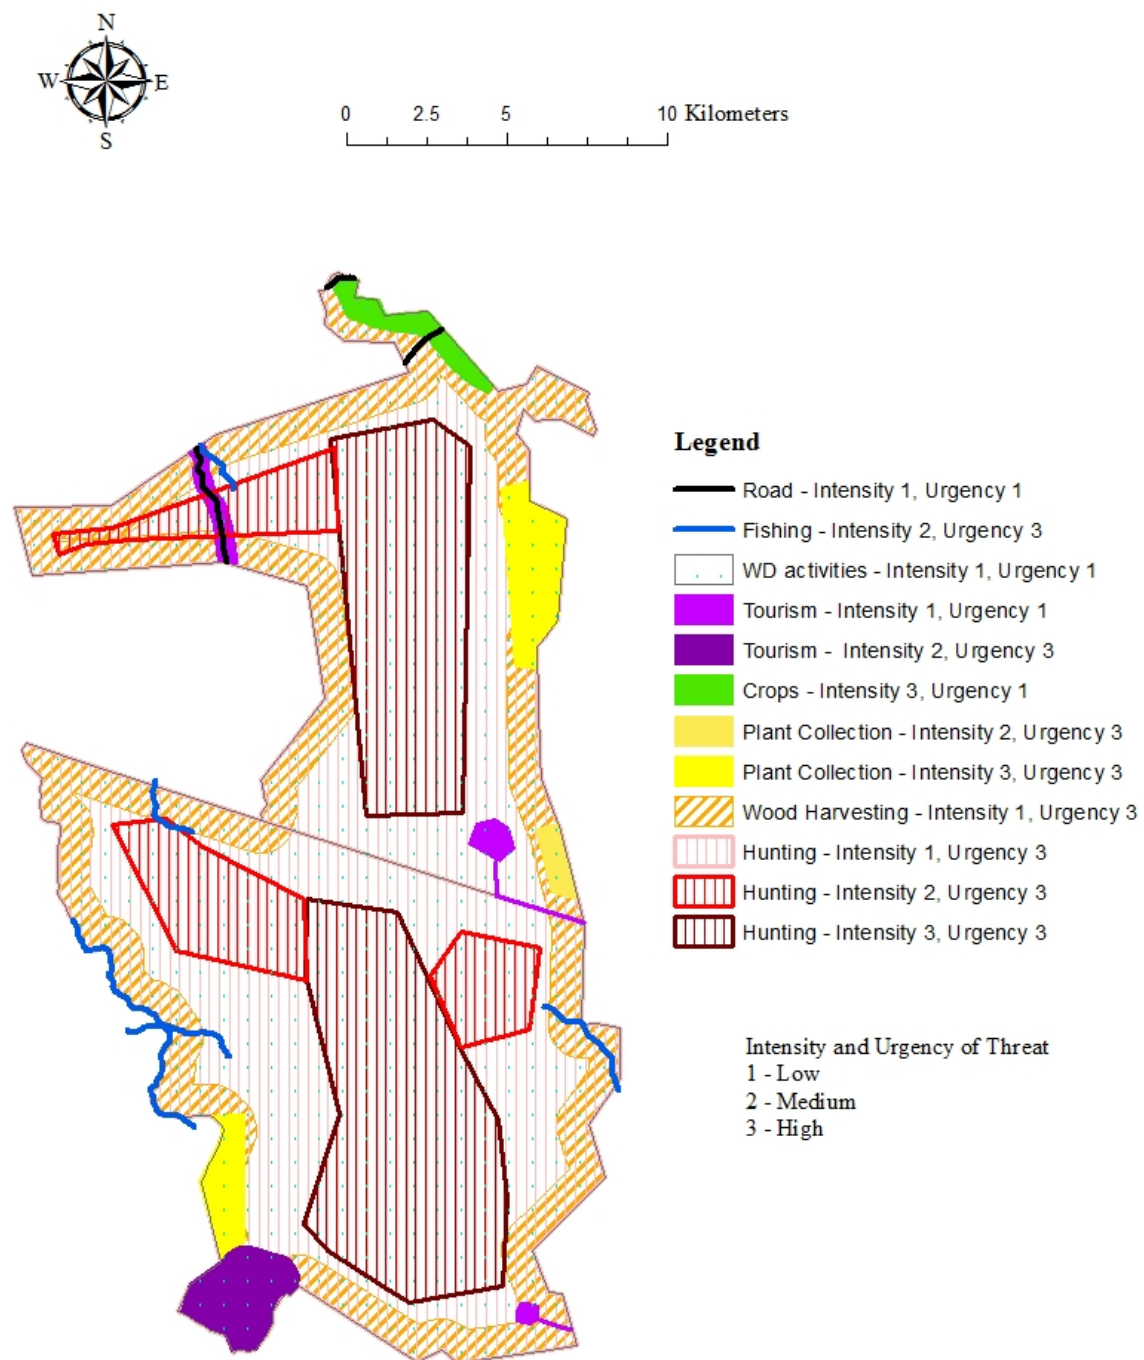 N
W E
S
0 2.5 5 10 Kilometers
Legend
Road - Intensity 1, Urgency 1
Fishing - Intensity 2, Urgency 3
WD activities - Intensity 1, Urgency 1
Tourism - Intensity 1, Urgency 1
Tourism - Intensity 2, Urgency 3
Crops - Intensity 3, Urgency 1
Plant Collection - Intensity 2, Urgency 3
Plant Collection - Intensity 3, Urgency 3
Wood Harvesting - Intensity 1, Urgency 3
Hunting - Intensity 1, Urgency 3
Hunting - Intensity 2, Urgency 3
Hunting - Intensity 3, Urgency 3
Intensity and Urgency of Threat
1 - Low
2 - Medium
3 - High